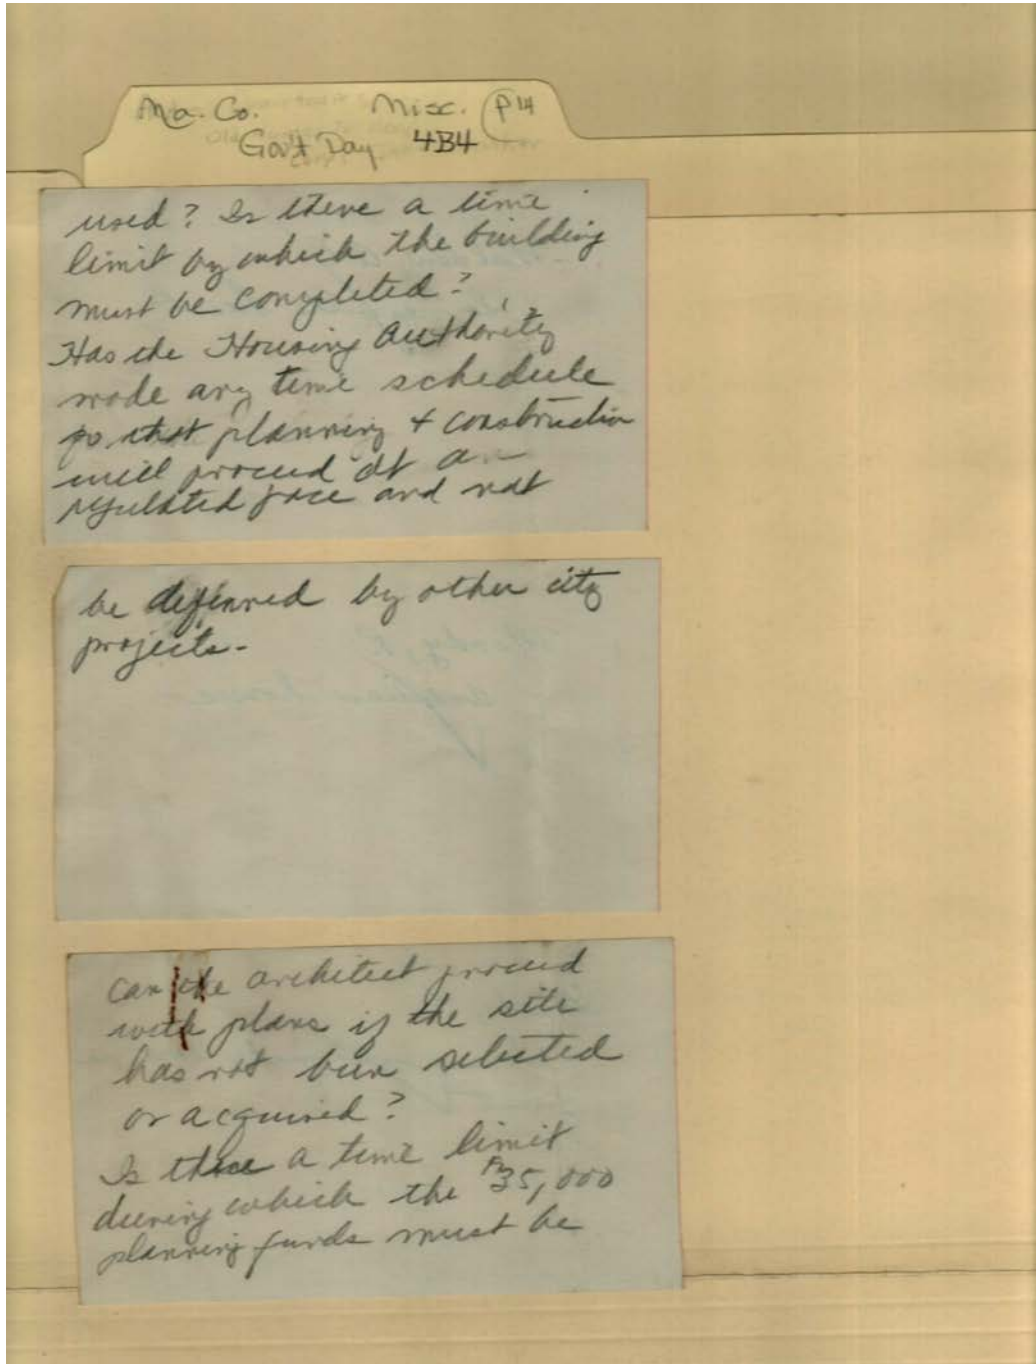 Ma. Co. Misc. P14
Gov't Day 4B4
used? Is there a time
limit by which the building
must be completed?
Has the Housing Authority
made any time schedule
so that planning & construction
will proceed at a
regulated pace and not
be deferred by other city
projects.
can the architect proceed
with plans if the site
has not been selected
or acquired?
Is there a time limit
during which the 35,000
planning funds must be